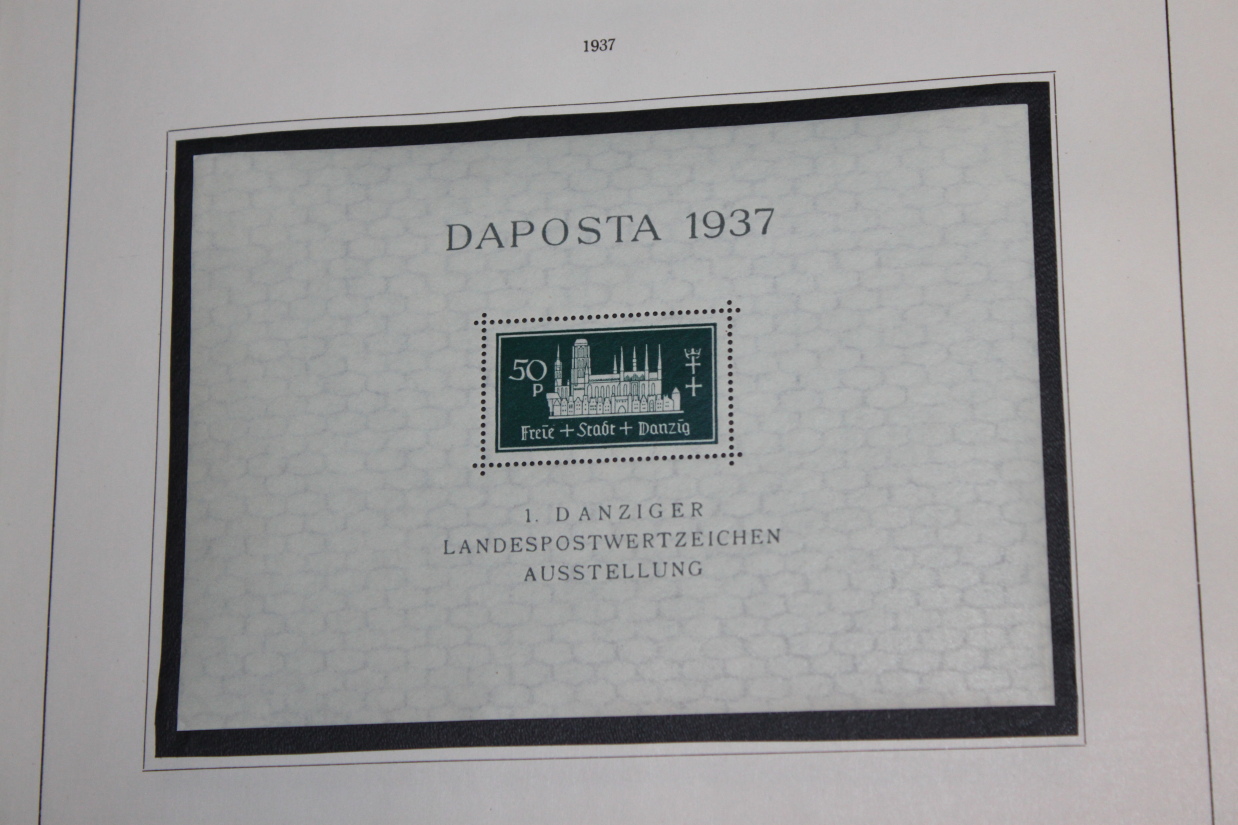 1937
DAPOSTA 1937
50
P
Freie + Stadt + Danzig
1. DANZIGER
LANDESPOSTWERTZEICHEN
AUSSTELLUNG